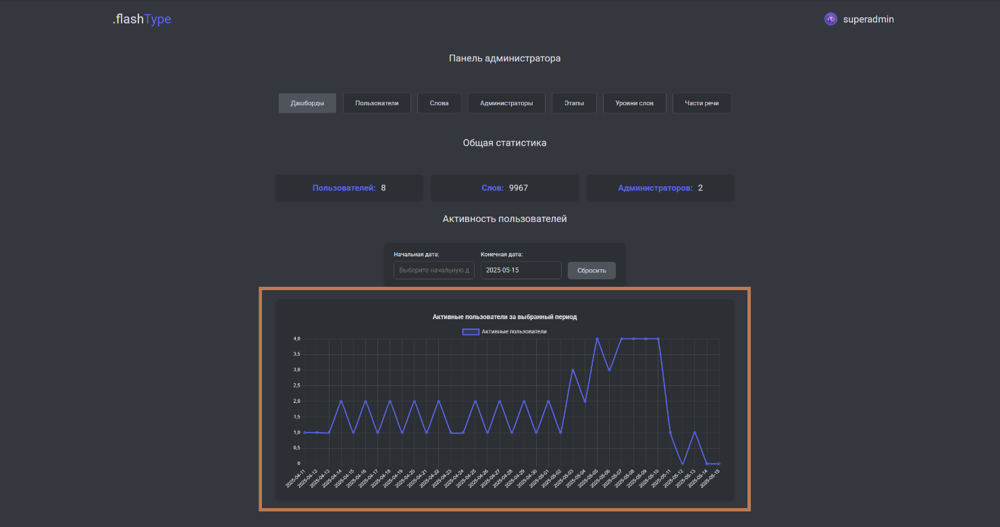 .flashType
superadmin
Панель администратора
Дашборды Пользователи Слова Администраторы Этапы Уровни слов Части речи
Общая статистика
Пользователей: 8 Слов: 9967 Администраторов: 2
Активность пользователей
Начальная дата: Конечная дата:
Выберите начальную д 2025-05-15 Сбросить
Активные пользователи за выбранный период
Активные пользователи
4,0
3,5
3,0
2,5
2,0
1,5
1,0
0,5
0
2025-04-11 2025-04-12 2025-04-13 2025-04-14 2025-04-15 2025-04-16 2025-04-17 2025-04-18 2025-04-19 2025-04-20 2025-04-21 2025-04-22 2025-04-23 2025-04-24 2025-04-25 2025-04-26 2025-04-27 2025-04-28 2025-04-29 2025-04-30 2025-05-01 2025-05-02 2025-05-03 2025-05-04 2025-05-05 2025-05-06 2025-05-07 2025-05-08 2025-05-09 2025-05-10 2025-05-11 2025-05-12 2025-05-13 2025-05-14 2025-05-15